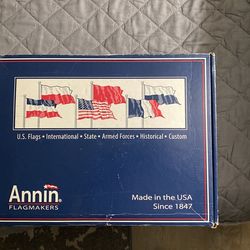 U.S. Flags • International • State • Armed Forces • Historical • Custom
Annin®
FLAGMAKERS
Made in the USA
Since 1847